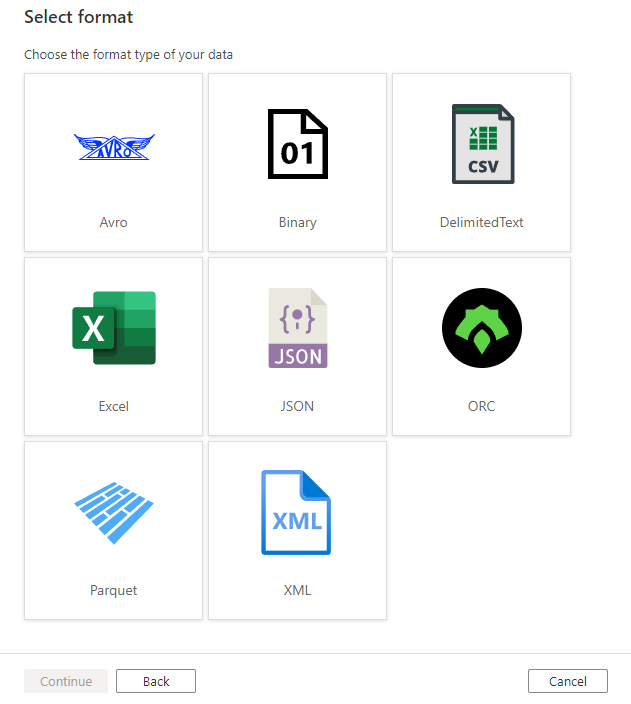 Select format
Choose the format type of your data
AVRO
01
X
CSV
Avro
Binary
DelimitedText
X
{:}
JSON
Excel
JSON
ORC
XML
Parquet
XML
Continue
Back
Cancel